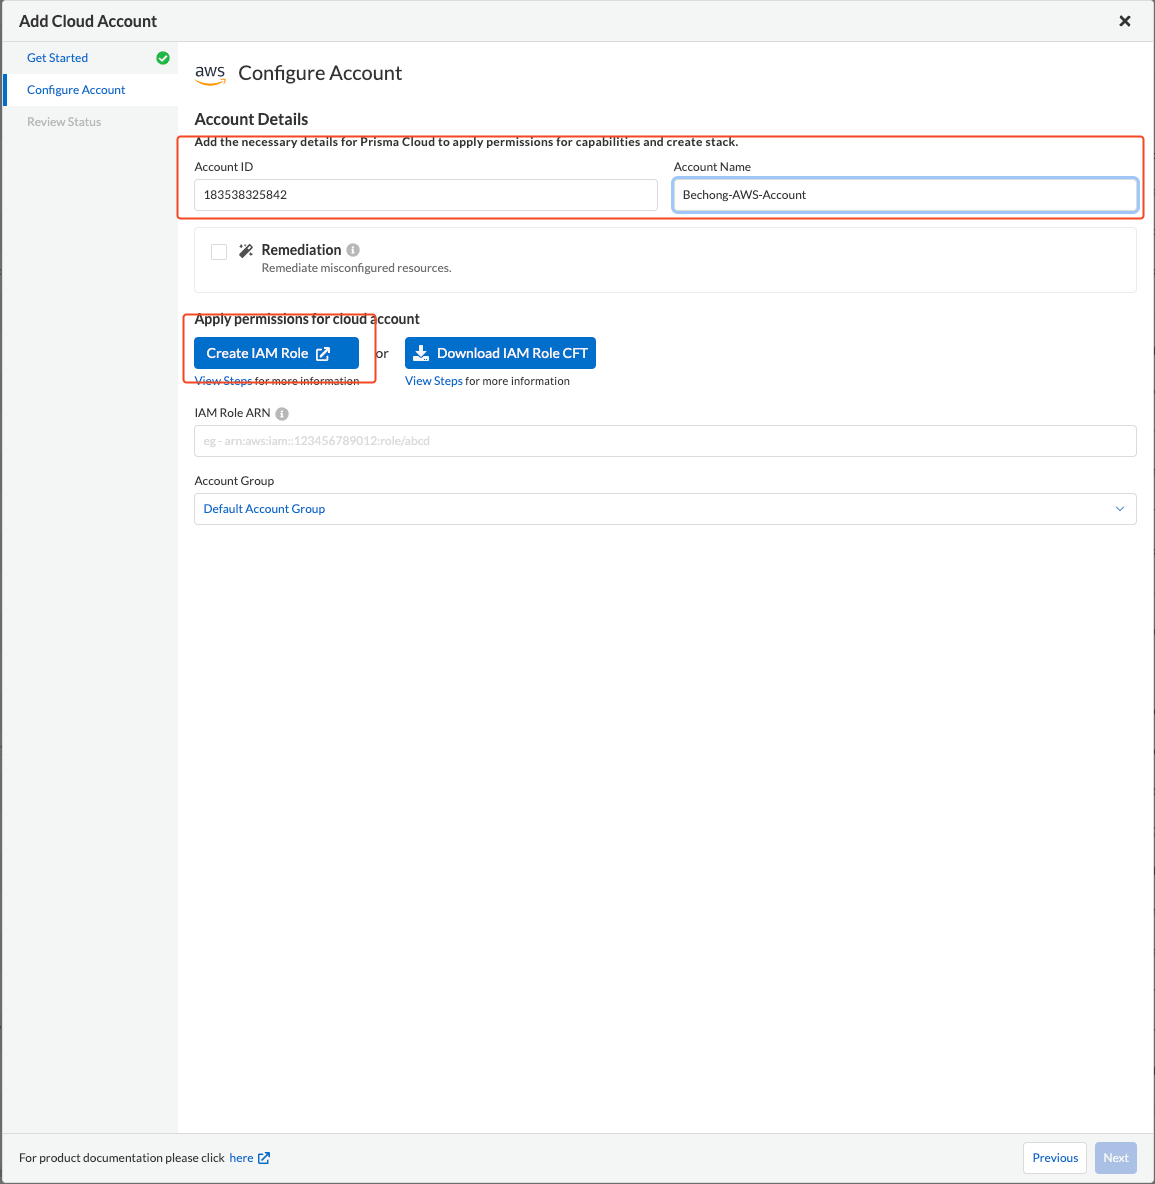 Add Cloud Account
Get Started
Configure Account
Review Status
aws Configure Account
Account Details
Add the necessary details for Prisma Cloud to apply permissions for capabilities and create stack.
Account ID Account Name
183538325842 Bechong-AWS-Account
Remediation
Remediate misconfigured resources.
Apply permissions for cloud account
Create IAM Role or Download IAM Role CFT
View Steps for more information View Steps for more information
IAM Role ARN
eg - arn:aws:iam::123456789012:role/abcd
Account Group
Default Account Group
For product documentation please click here Previous Next